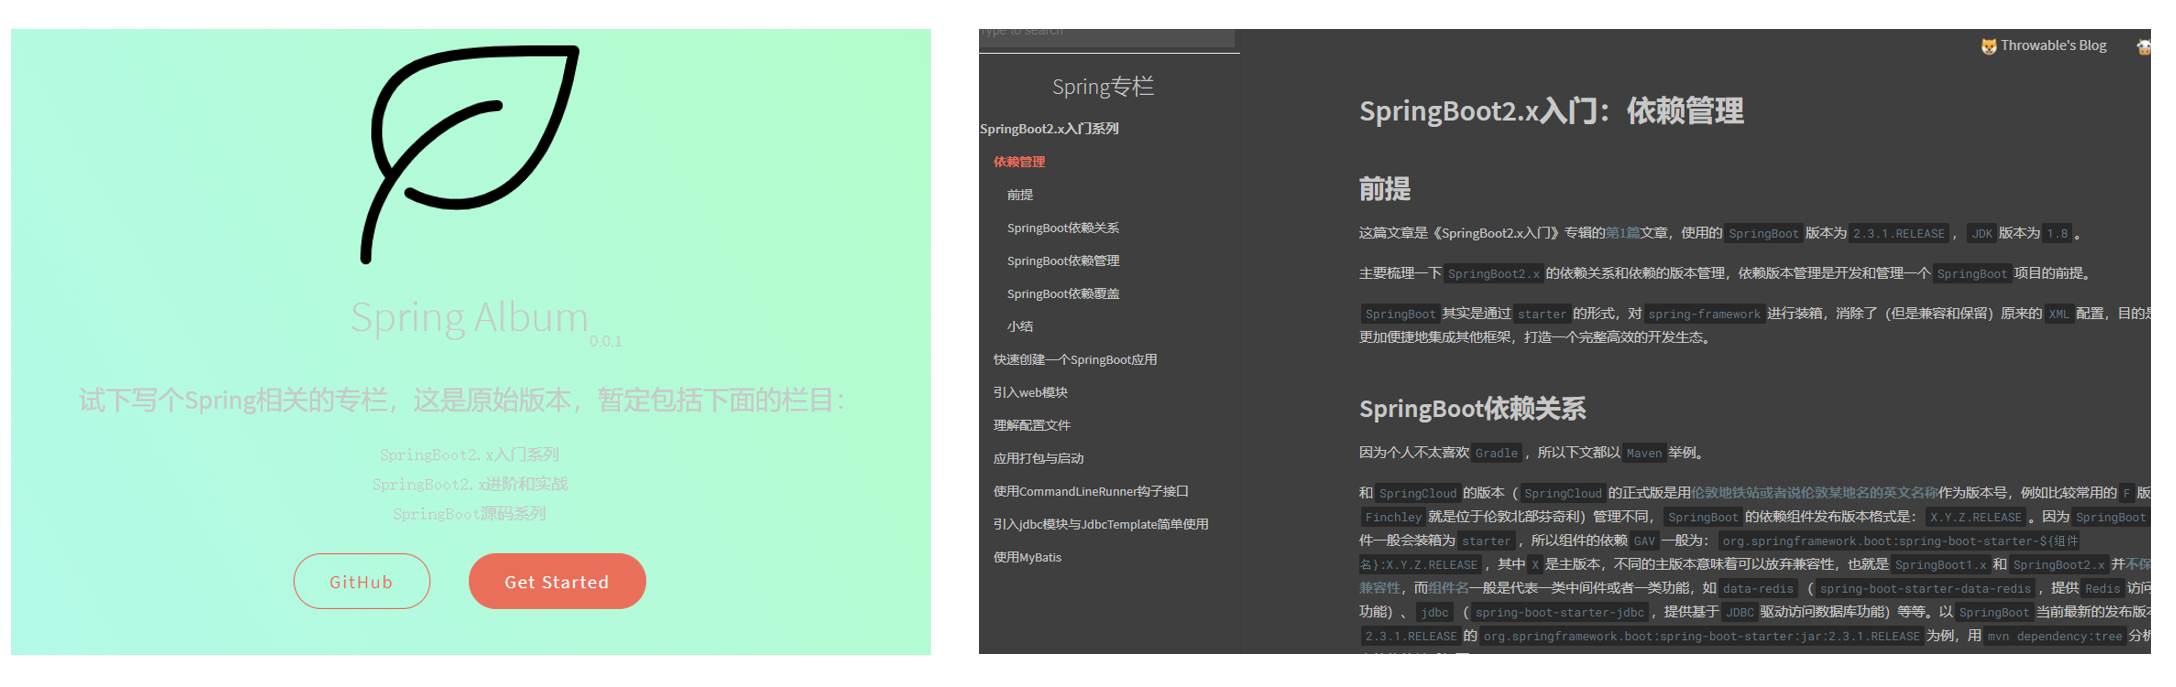 Spring Album
0.0.1
试下写个Spring相关的专栏，这是原始版本，暂定包括下面的栏目：
SpringBoot2.x入门系列
SpringBoot2.x进阶和实战
SpringBoot源码系列
GitHub
Get Started
Type to search
Spring专栏
SpringBoot2.x入门系列
依赖管理
前提
SpringBoot依赖关系
SpringBoot依赖管理
SpringBoot依赖覆盖
小结
快速创建一个SpringBoot应用
引入web模块
理解配置文件
应用打包与启动
使用CommandLineRunner钩子接口
引入jdbc模块与JdbcTemplate简单使用
使用MyBatis
Throwable's Blog
SpringBoot2.x入门：依赖管理
前提
这篇文章是《SpringBoot2.x入门》专辑的第1篇文章，使用的 SpringBoot 版本为 2.3.1.RELEASE ， JDK 版本为 1.8 。
主要梳理一下 SpringBoot2.x 的依赖关系和依赖的版本管理，依赖版本管理是开发和管理一个 SpringBoot 项目的前提。
SpringBoot 其实是通过 starter 的形式，对 spring-framework 进行装箱，消除了（但是兼容和保留）原来的 XML 配置，目的是
更加便捷地集成其他框架，打造一个完整高效的开发生态。
SpringBoot依赖关系
因为个人不太喜欢 Gradle ，所以下文都以 Maven 举例。
和 SpringCloud 的版本（ SpringCloud 的正式版是用伦敦地铁站或者说伦敦某地名的英文名称作为版本号，例如比较常用的 F 版
Finchley 就是位于伦敦北部芬奇利）管理不同， SpringBoot 的依赖组件发布版本格式是： X.Y.Z.RELEASE 。因为 SpringBoot
件一般会装箱为 starter ，所以组件的依赖 GAV 一般为： org.springframework.boot:spring-boot-starter-${组件
名}:X.Y.Z.RELEASE ，其中 X 是主版本，不同的主版本意味着可以放弃兼容性，也就是 SpringBoot1.x 和 SpringBoot2.x 并不保
兼容性，而组件名一般是代表一类中间件或者一类功能，如 data-redis （ spring-boot-starter-data-redis ，提供 Redis 访问
功能）、 jdbc （ spring-boot-starter-jdbc ，提供基于 JDBC 驱动访问数据库功能）等等。以 SpringBoot 当前最新的发布版本
2.3.1.RELEASE 的 org.springframework.boot:spring-boot-starter:jar:2.3.1.RELEASE 为例，用 mvn dependency:tree 分析